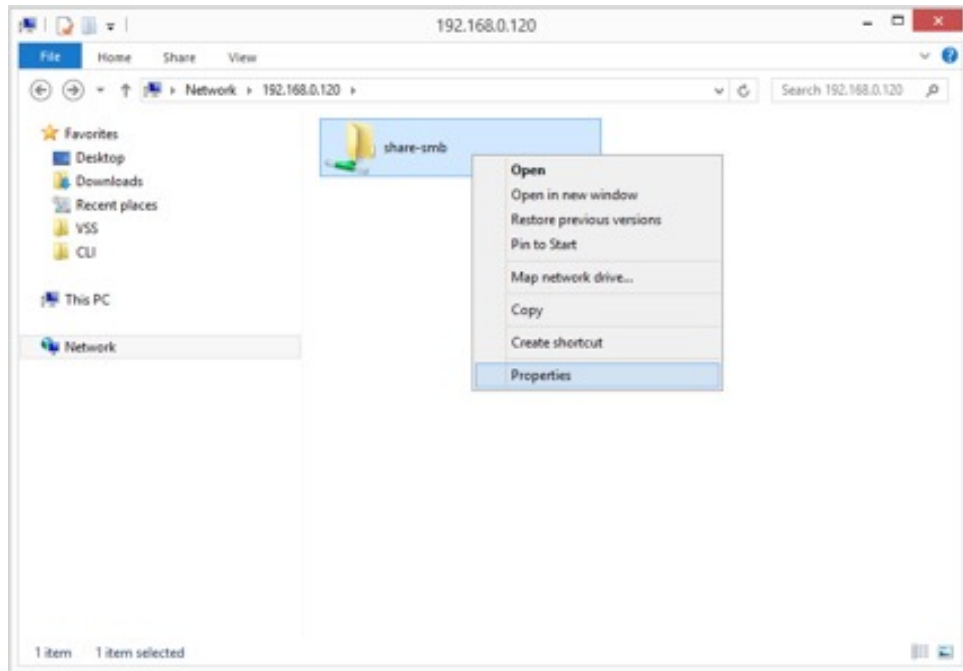 192.168.0.120
File Home Share View
Network 192.168.0.120
Search 192.168.0.120
Favorites
Desktop
Downloads
Recent places
VSS
CLI
This PC
Network
share-smb
Open
Open in new window
Restore previous versions
Pin to Start
Map network drive...
Copy
Create shortcut
Properties
1 item 1 item selected